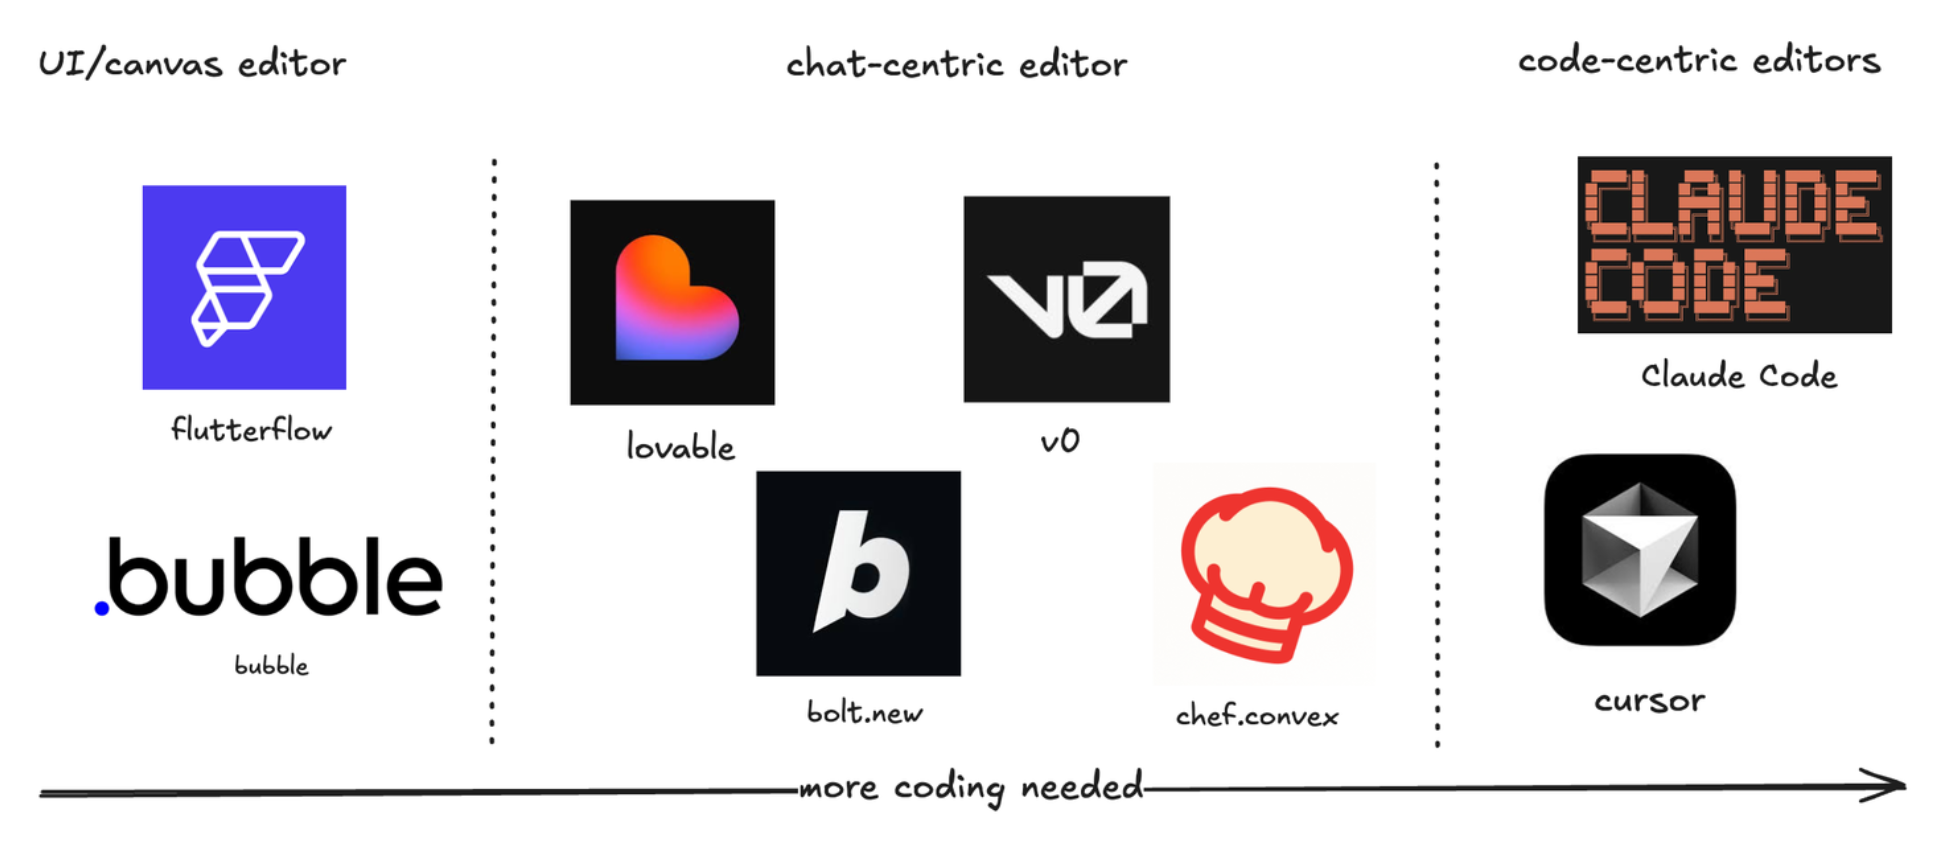 UI/canvas editor
chat-centric editor
code-centric editors
CLAUDE
CODE
Claude Code
flutterflow
lovable
v0
v0
.bubble
bubble
b
bolt.new
chef.convex
cursor
more coding needed